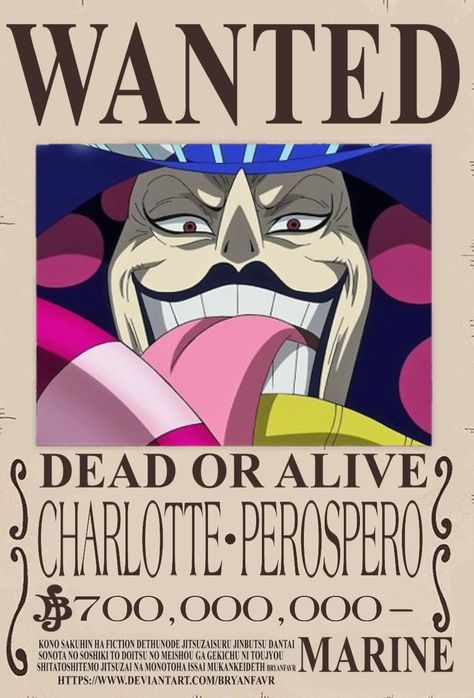 WANTED
DEAD OR ALIVE
CHARLOTTE•PEROSPERO
฿700,000,000–
KONO SAKUHIN HA FICTION DETHUNODE JITSUZAISURU JINBUTSU DANTAI
SONOTA NO SOSHIKI TO DOITSU NO MEISHOU GA GEKICHU NI TOUJYOU
SHITATOSHITEMO JITSUZAI NA MONOTOHA ISSAI MUKANKEIDETH BRYANFAVR . MARINE
HTTPS://WWW.DEVIANTART.COM/BRYANFAVR